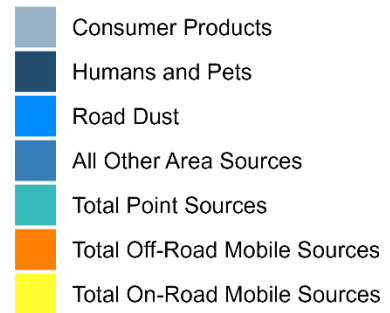 Consumer Products
Humans and Pets
Road Dust
All Other Area Sources
Total Point Sources
Total Off-Road Mobile Sources
Total On-Road Mobile Sources